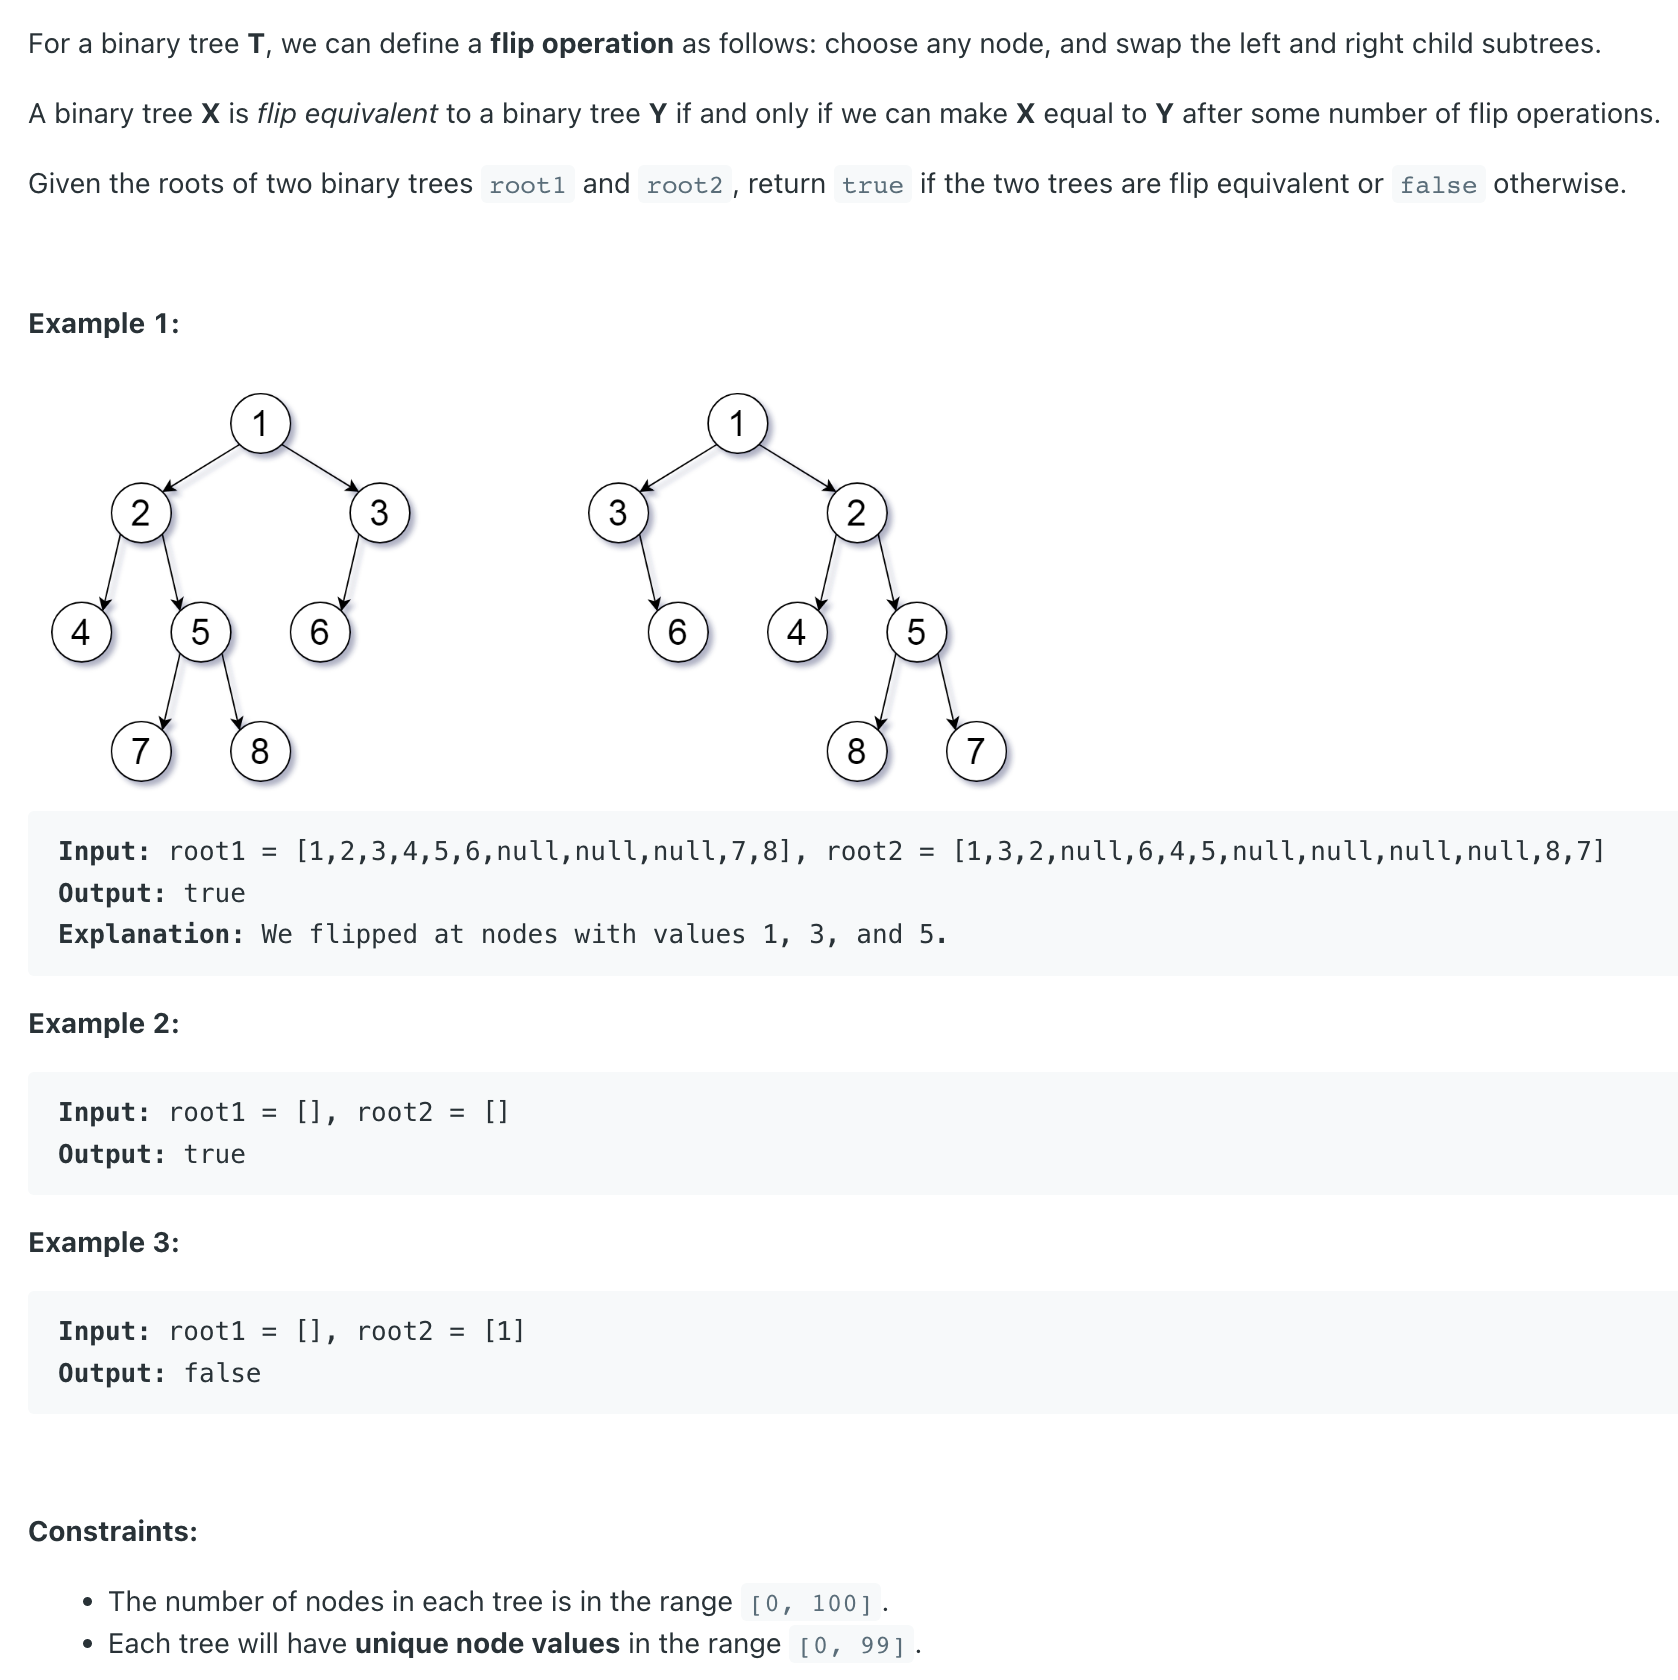 For a binary tree T, we can define a flip operation as follows: choose any node, and swap the left and right child subtrees.
A binary tree X is flip equivalent to a binary tree Y if and only if we can make X equal to Y after some number of flip operations.
Given the roots of two binary trees root1 and root2, return true if the two trees are flip equivalent or false otherwise.
Example 1:
1 1
2 3 3 2
4 5 6 6 4 5
7 8 8 7
Input: root1 = [1,2,3,4,5,6,null,null,null,7,8], root2 = [1,3,2,null,6,4,5,null,null,null,null,8,7]
Output: true
Explanation: We flipped at nodes with values 1, 3, and 5.
Example 2:
Input: root1 = [], root2 = []
Output: true
Example 3:
Input: root1 = [], root2 = [1]
Output: false
Constraints:
• The number of nodes in each tree is in the range [0, 100].
• Each tree will have unique node values in the range [0, 99].